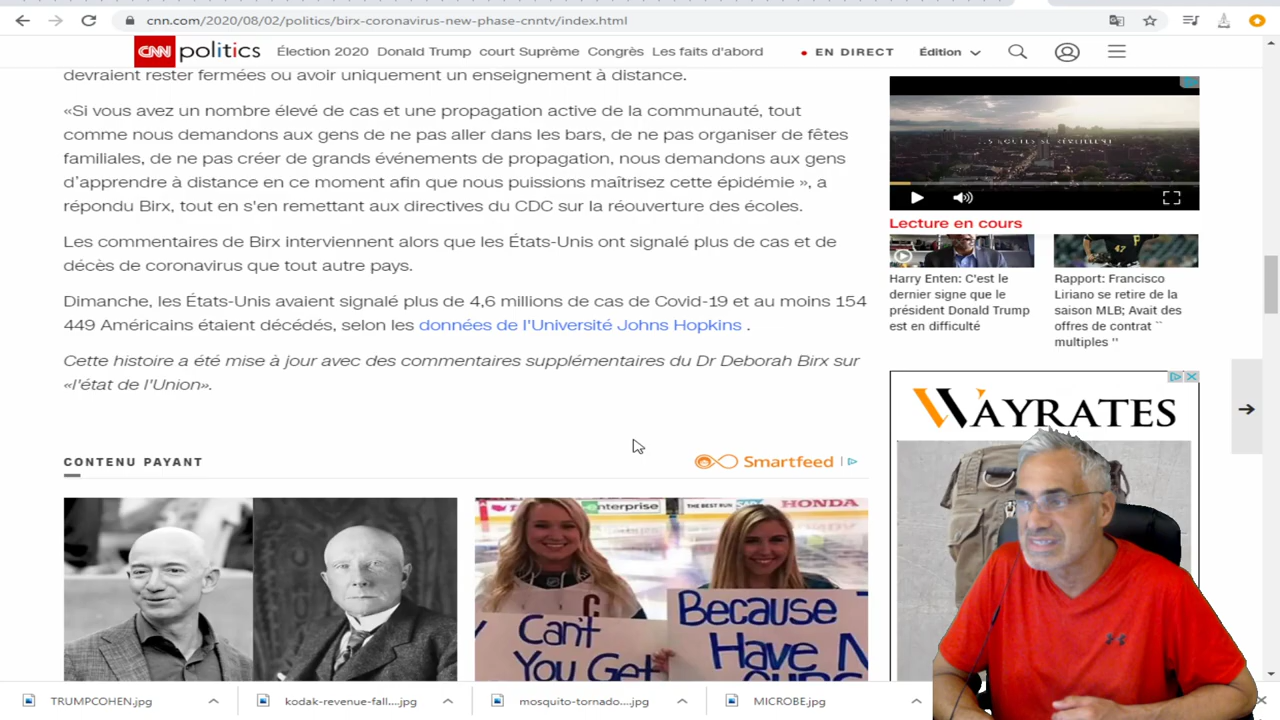 cnn.com/2020/08/02/politics/birx-coronavirus-new-phase-cnntv/index.html
CNN politics Élection 2020 Donald Trump court Suprême Congrès Les faits d'abord • EN DIRECT Édition
devraient rester fermées ou avoir uniquement un enseignement à distance.
«Si vous avez un nombre élevé de cas et une propagation active de la communauté, tout
comme nous demandons aux gens de ne pas aller dans les bars, de ne pas organiser de fêtes
familiales, de ne pas créer de grands événements de propagation, nous demandons aux gens
d'apprendre à distance en ce moment afin que nous puissions maîtrisez cette épidémie », a
répondu Birx, tout en s'en remettant aux directives du CDC sur la réouverture des écoles.
Les commentaires de Birx interviennent alors que les États-Unis ont signalé plus de cas et de
décès de coronavirus que tout autre pays.
Dimanche, les États-Unis avaient signalé plus de 4,6 millions de cas de Covid-19 et au moins 154
449 Américains étaient décédés, selon les données de l'Université Johns Hopkins .
Cette histoire a été mise à jour avec des commentaires supplémentaires du Dr Deborah Birx sur
«l'état de l'Union».
CONTENU PAYANT
Smartfeed
enterprise
THE BEST RUN SAP
HONDA
C
Can't
You Get
Because
Have N
LES ROUTES SE RÉVEILLENT
Lecture en cours
47
Harry Enten: C'est le
dernier signe que le
président Donald Trump
est en difficulté
Rapport: Francisco
Liriano se retire de la
saison MLB; Avait des
offres de contrat ``
multiples ''
WAYRATES
TRUMPCOHEN.jpg
kodak-revenue-fall....jpg
mosquito-tornado....jpg
MICROBE.jpg